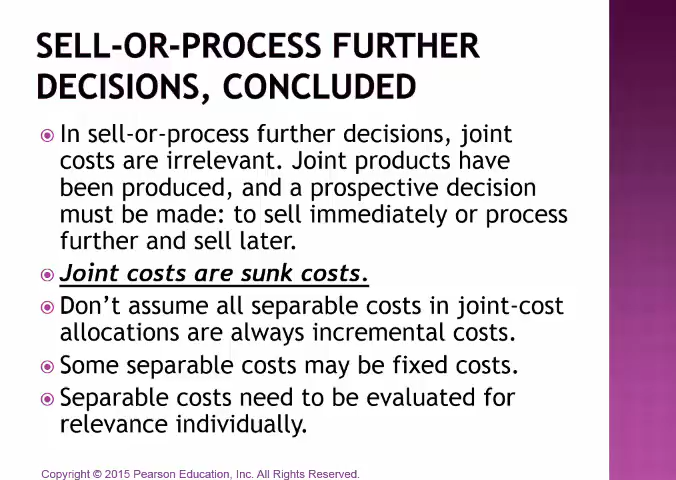 SELL-OR-PROCESS FURTHER
DECISIONS, CONCLUDED
In sell-or-process further decisions, joint
costs are irrelevant. Joint products have
been produced, and a prospective decision
must be made: to sell immediately or process
further and sell later.
Joint costs are sunk costs.
Don’t assume all separable costs in joint-cost
allocations are always incremental costs.
Some separable costs may be fixed costs.
Separable costs need to be evaluated for
relevance individually.
Copyright © 2015 Pearson Education, Inc. All Rights Reserved.